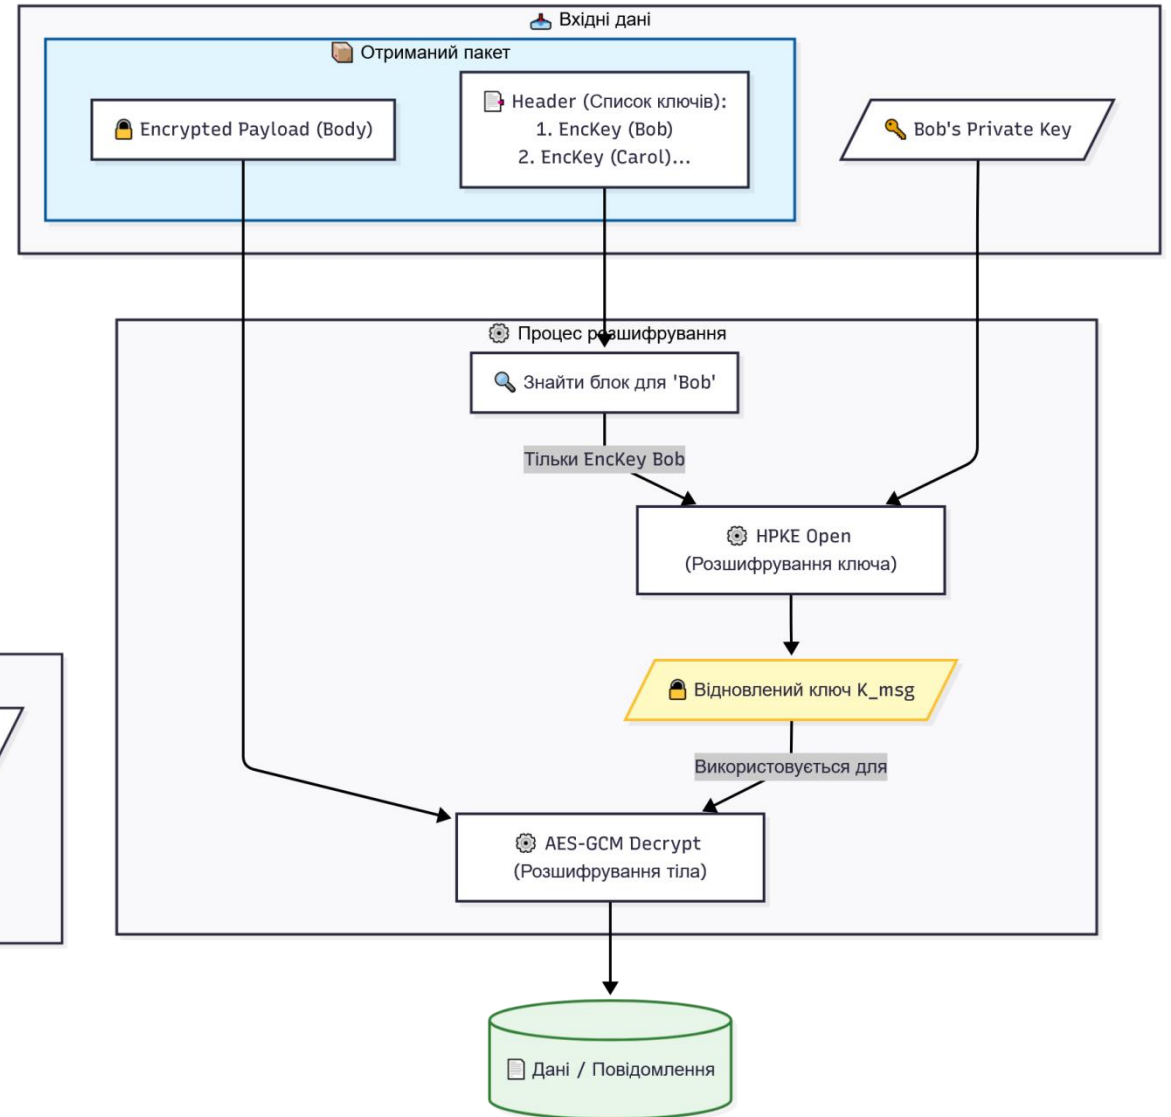 Вхідні дані
Отриманий пакет
Encrypted Payload (Body)
Header (Список ключів):
1. EncKey (Bob)
2. EncKey (Carol)...
Bob's Private Key
Процес розшифрування
Знайти блок для 'Bob'
Тільки EncKey Bob
HPKE Open
(Розшифрування ключа)
Відновлений ключ K_msg
Використовується для
AES-GCM Decrypt
(Розшифрування тіла)
Дані / Повідомлення